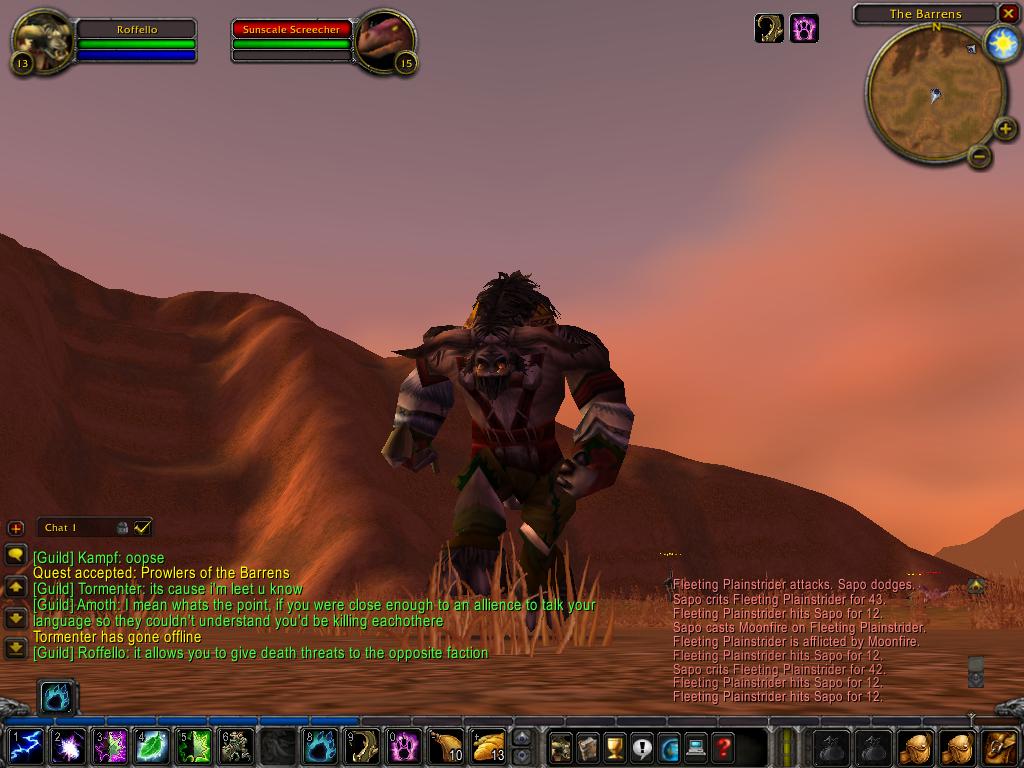 Roffello
13
Sunscale Screecher
15
The Barrens
N
Chat 1
[Guild] Kampf: oopse
Quest accepted: Prowlers of the Barrens
[Guild] Tormenter: its cause i'm leet u know
[Guild] Amoth: I mean whats the point, if you were close enough to an allience to talk your
language so they couldn't understand you'd be killing eachothere
Tormenter has gone offline
[Guild] Roffello: it allows you to give death threats to the opposite faction
Fleeting Plainstrider attacks. Sapo dodges.
Sapo crits Fleeting Plainstrider for 43.
Fleeting Plainstrider hits Sapo for 12.
Sapo casts Moonfire on Fleeting Plainstrider.
Fleeting Plainstrider is afflicted by Moonfire.
Fleeting Plainstrider hits Sapo for 12.
Sapo crits Fleeting Plainstrider for 42.
Fleeting Plainstrider hits Sapo for 12.
Fleeting Plainstrider hits Sapo for 12.
1 2 3 4 5 6 8 9 0 - 10 = 13